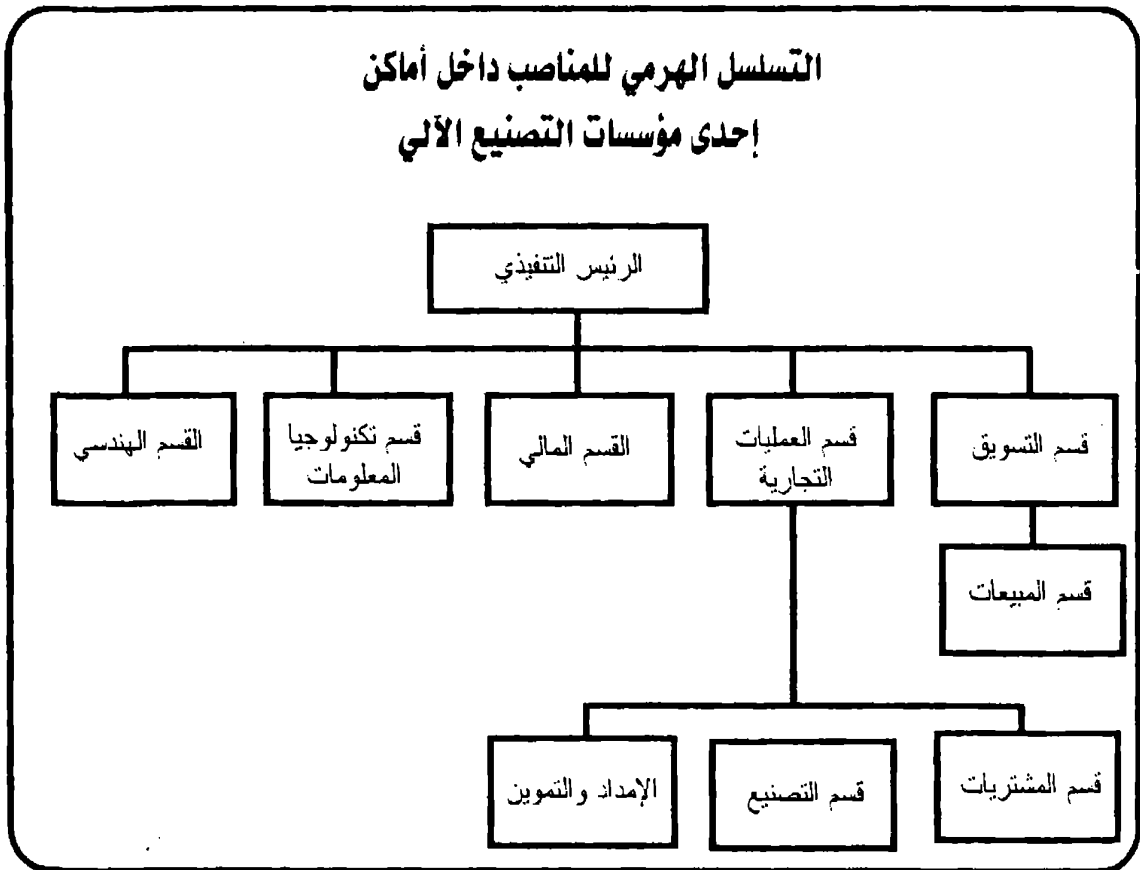 التسلسل الهرمي للمناصب داخل أماكن
إحدى مؤسسات التصنيع الآلي
الرئيس التنفيذي
قسم التسويق
قسم العمليات
التجارية
القسم المالي
قسم تكنولوجيا
المعلومات
القسم الهندسي
قسم المبيعات
قسم المشتريات
قسم التصنيع
الإمداد والتموين